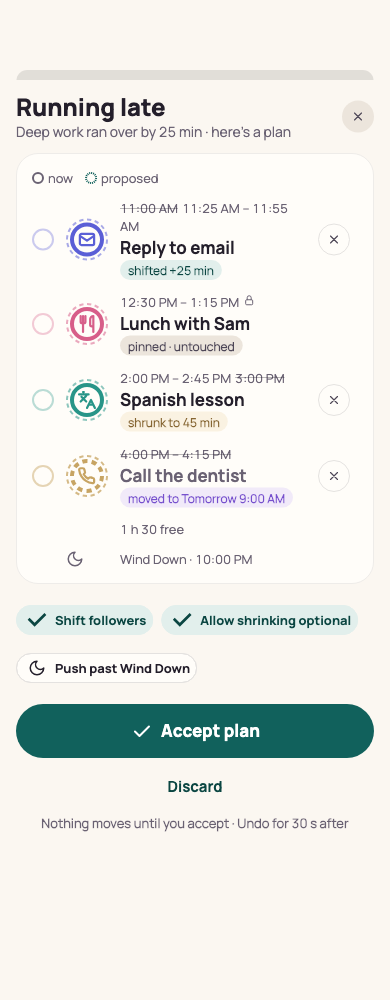 Running late
Deep work ran over by 25 min · here's a plan
now proposed
11:00 AM 11:25 AM – 11:55
AM
Reply to email
shifted +25 min
12:30 PM – 1:15 PM
Lunch with Sam
pinned · untouched
2:00 PM – 2:45 PM 3:00 PM
Spanish lesson
shrunk to 45 min
4:00 PM – 4:15 PM
Call the dentist
moved to Tomorrow 9:00 AM
1 h 30 free
Wind Down · 10:00 PM
Shift followers Allow shrinking optional
Push past Wind Down
Accept plan
Discard
Nothing moves until you accept · Undo for 30 s after